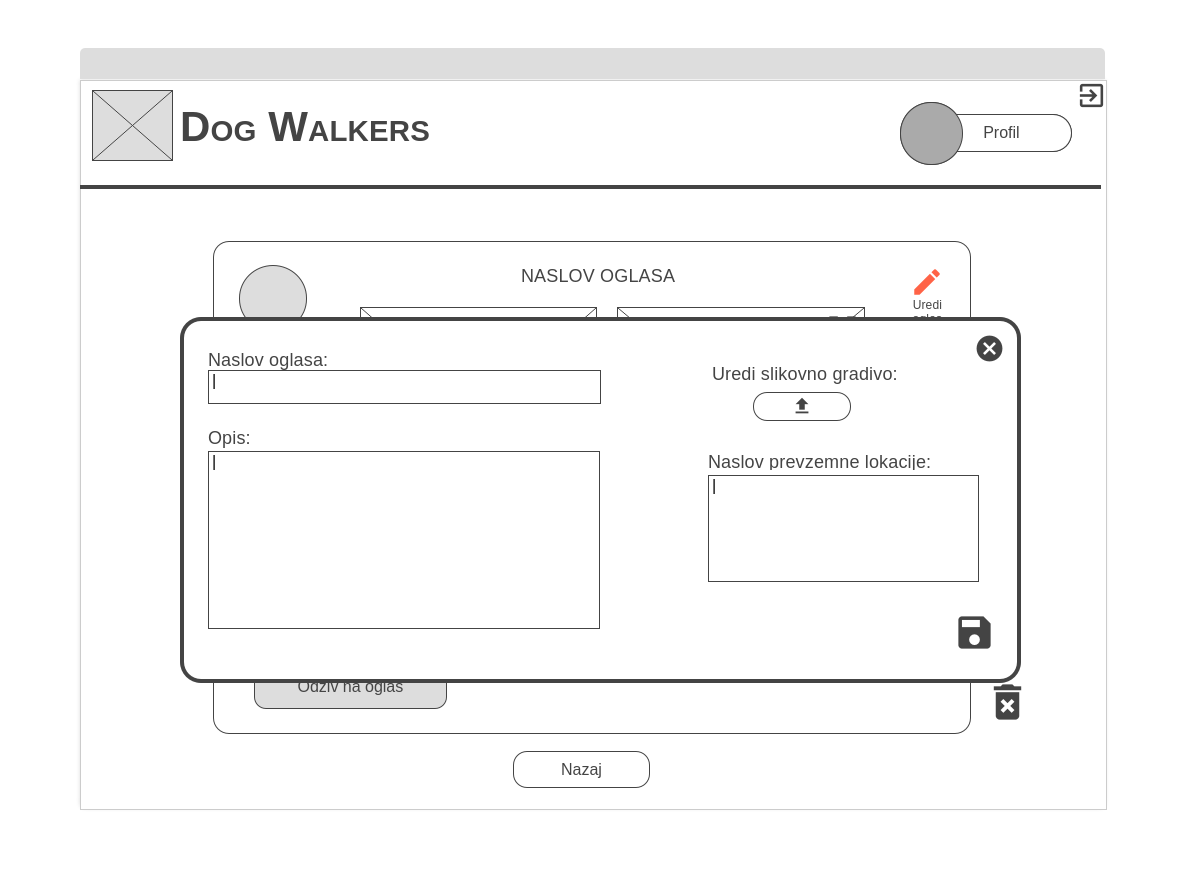 Dog Walkers
Profil
NASLOV OGLASA
Uredi
oglas
Naslov oglasa:
Uredi slikovno gradivo:
Opis:
Naslov prevzemne lokacije:
Odziv na oglas
Nazaj